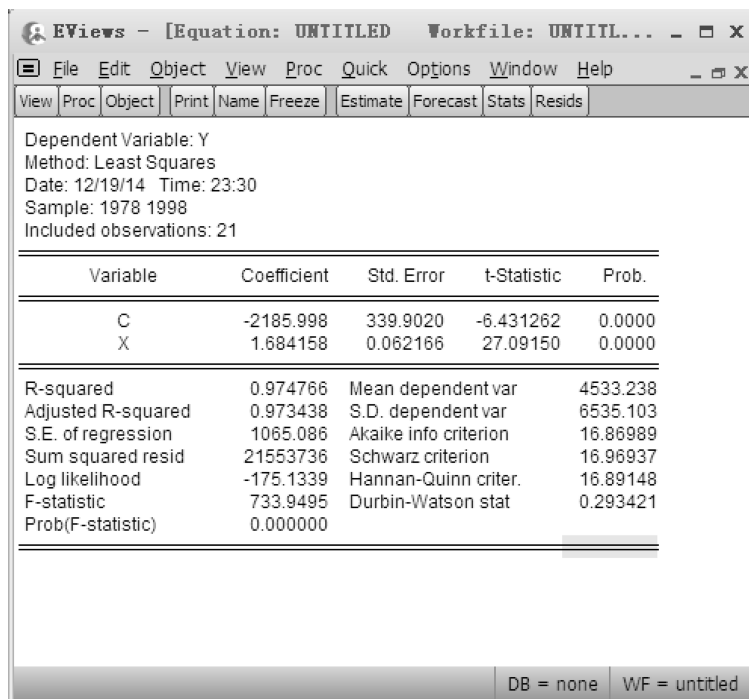 EViews - [Equation: UNTITLED Workfile: UNTITL...
File Edit Object View Proc Quick Options Window Help
View Proc Object Print Name Freeze Estimate Forecast Stats Resids
Dependent Variable: Y
Method: Least Squares
Date: 12/19/14 Time: 23:30
Sample: 1978 1998
Included observations: 21
Variable Coefficient Std. Error t-Statistic Prob.
C -2185.998 339.9020 -6.431262 0.0000
X 1.684158 0.062166 27.09150 0.0000
R-squared 0.974766 Mean dependent var 4533.238
Adjusted R-squared 0.973438 S.D. dependent var 6535.103
S.E. of regression 1065.086 Akaike info criterion 16.86989
Sum squared resid 21553736 Schwarz criterion 16.96937
Log likelihood -175.1339 Hannan-Quinn criter. 16.89148
F-statistic 733.9495 Durbin-Watson stat 0.293421
Prob(F-statistic) 0.000000
DB = none WF = untitled